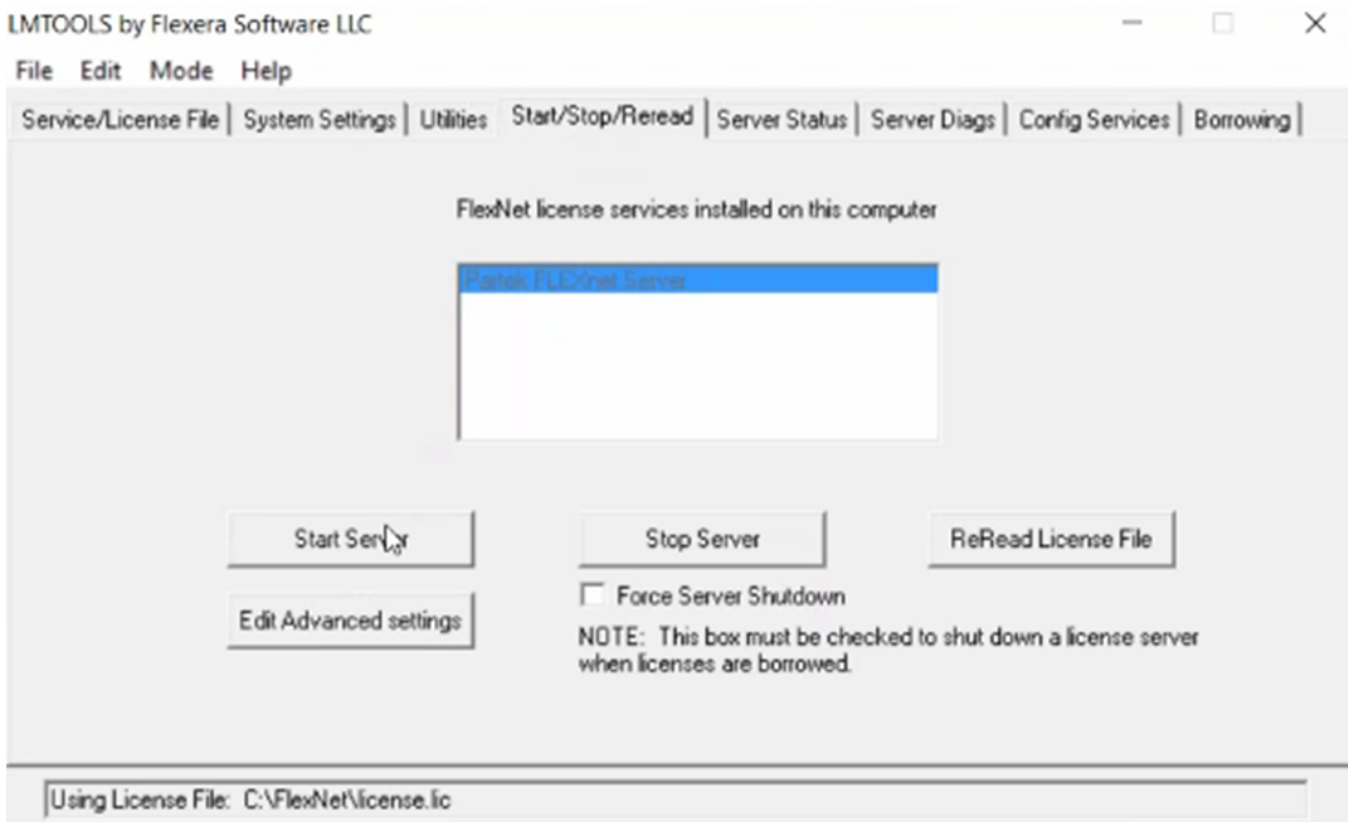 LMTOOLS by Flexera Software LLC
File Edit Mode Help
Service/License File System Settings Utilities Start/Stop/Reread Server Status Server Diags Config Services Borrowing
FlexNet license services installed on this computer
Partek FLEXnet Server
Start Server Stop Server ReRead License File
Force Server Shutdown
Edit Advanced settings
NOTE: This box must be checked to shut down a license server
when licenses are borrowed.
Using License File: C:\FlexNet\license.lic